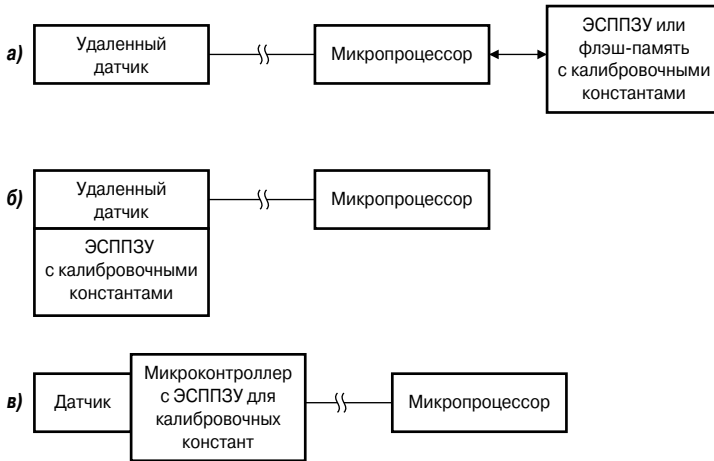 а)
Удаленный
датчик
Микропроцессор
ЭСППЗУ или
флэш-память
с калибровочными
константами
б)
Удаленный
датчик
Микропроцессор
ЭСППЗУ
с калибровочными
константами
в)
Датчик
Микроконтроллер
с ЭСППЗУ для
калибровочных
констант
Микропроцессор